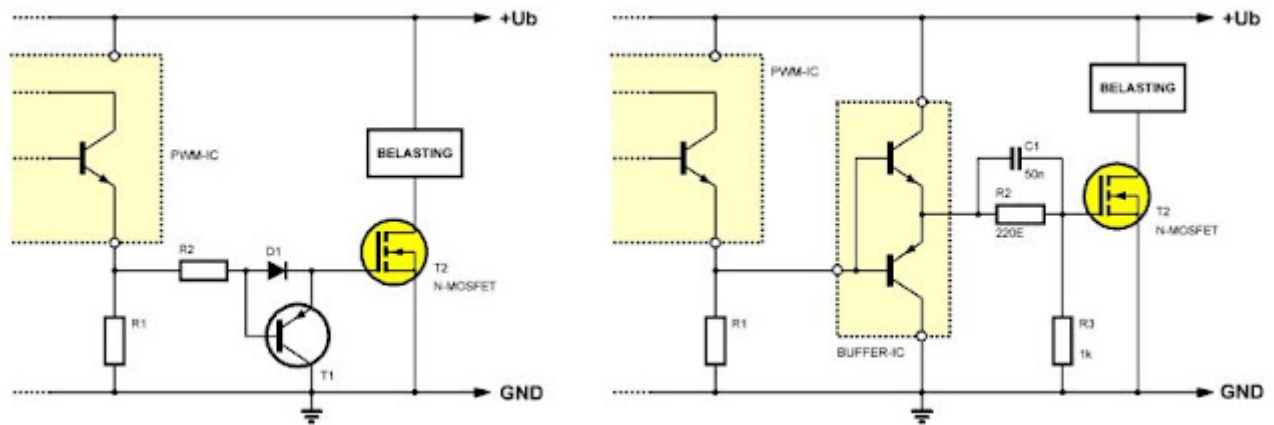 +Ub
PWM-IC
BELASTING
R2
D1
T2
N-MOSFET
R1
T1
GND
+Ub
PWM-IC
BELASTING
C1
50n
R2
220E
T2
N-MOSFET
R1
R3
1k
BUFFER-IC
GND